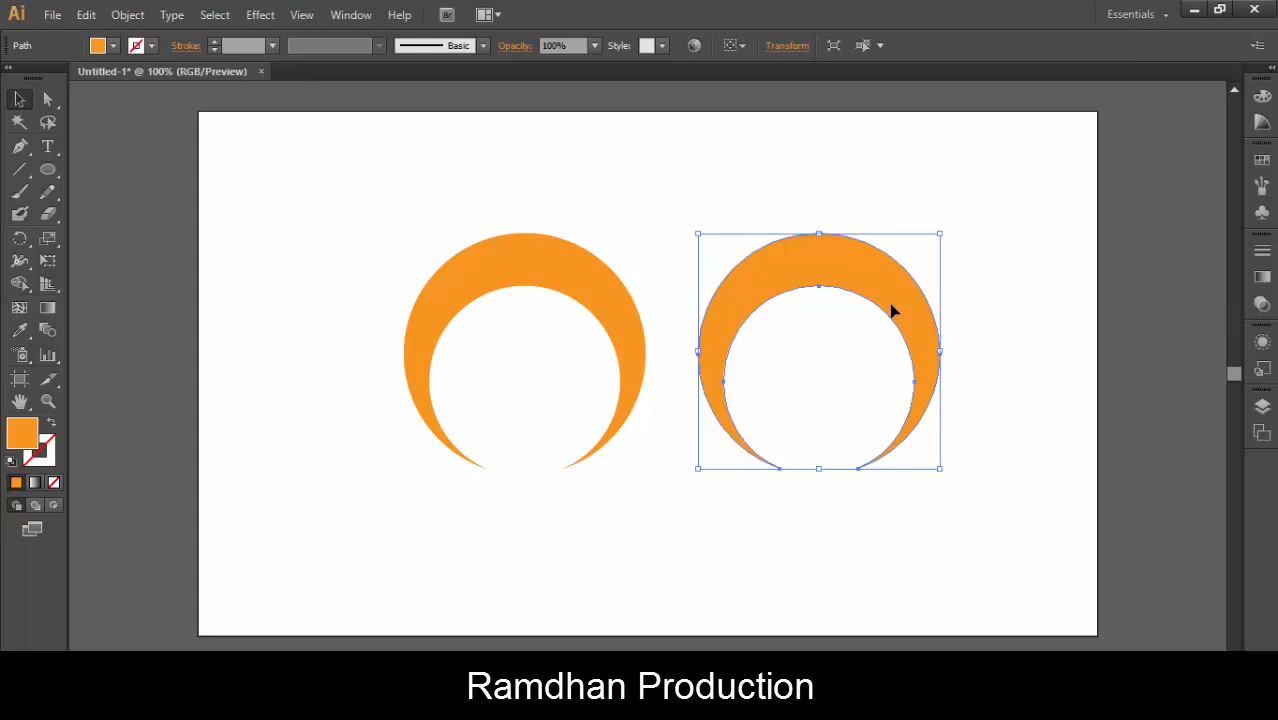 Ai File Edit Object Type Select Effect View Window Help Br Essentials
Path Stroke: Basic Opacity: 100% Style: Transform
Untitled-1* @ 100% (RGB/Preview) ×
T
Ramdhan Production